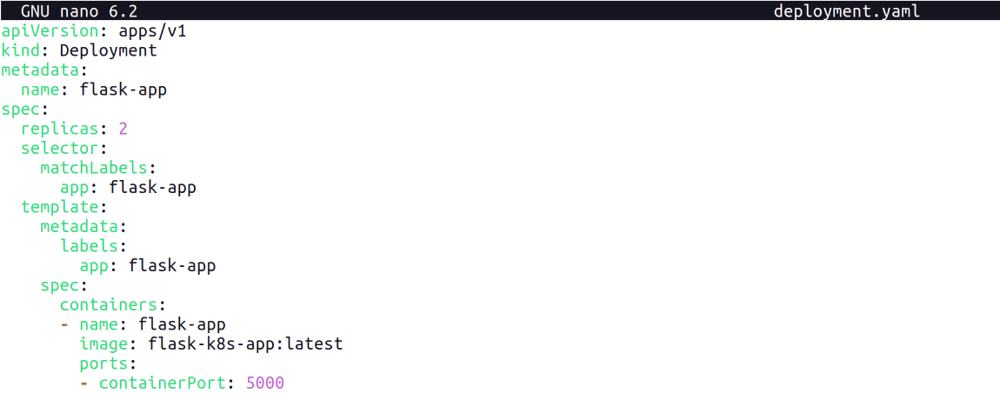 GNU nano 6.2 deployment.yaml
apiVersion: apps/v1
kind: Deployment
metadata:
  name: flask-app
spec:
  replicas: 2
  selector:
    matchLabels:
      app: flask-app
  template:
    metadata:
      labels:
        app: flask-app
    spec:
      containers:
      - name: flask-app
        image: flask-k8s-app:latest
        ports:
        - containerPort: 5000